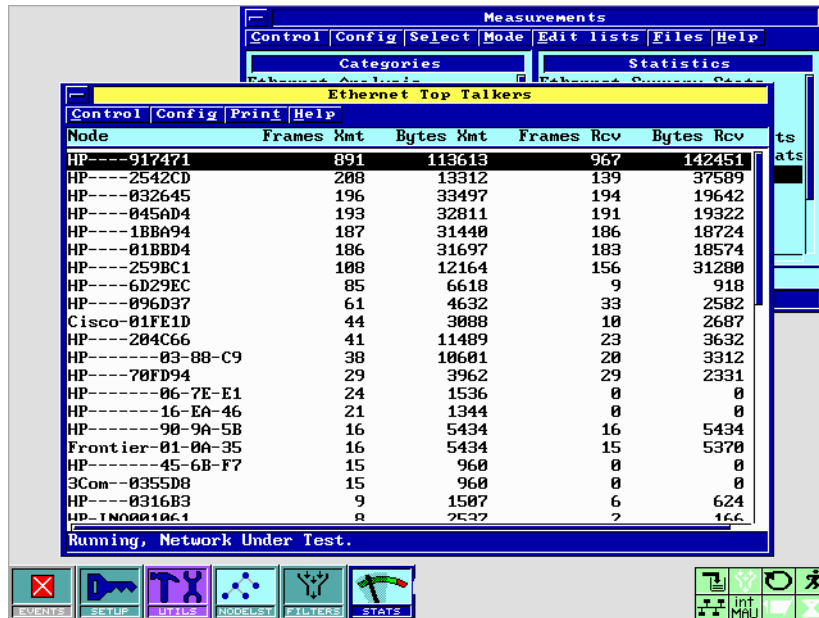 Measurements
Control Config Select Mode Edit lists Files Help
Categories Statistics
Ethernet Top Talkers
Control Config Print Help
Node Frames Xmt Bytes Xmt Frames Rcv Bytes Rcv
HP----917471 891 113613 967 142451
HP----2542CD 208 13312 139 37589
HP----032645 196 33497 194 19642
HP----045AD4 193 32811 191 19322
HP----1BBA94 187 31440 186 18724
HP----01BBD4 186 31697 183 18574
HP----259BC1 108 12164 156 31280
HP----6D29EC 85 6618 9 918
HP----096D37 61 4632 33 2582
Cisco-01FE1D 44 3088 10 2687
HP----204C66 41 11489 23 3632
HP-------03-88-C9 38 10601 20 3312
HP----70FD94 29 3962 29 2331
HP-------06-7E-E1 24 1536 0 0
HP-------16-EA-46 21 1344 0 0
HP-------90-9A-5B 16 5434 16 5434
Frontier-01-0A-35 16 5434 15 5370
HP-------45-6B-F7 15 960 0 0
3Com--0355D8 15 960 0 0
HP----0316B3 9 1507 6 624
Running, Network Under Test.
EVENTS SETUP UTILS NODELST FILTERS STATS
int
MAU